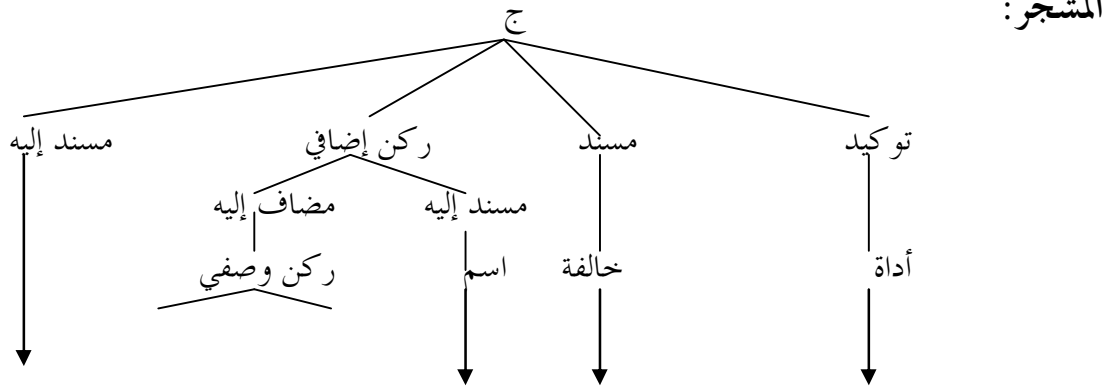 المشجر:
ج
توكيد مسند ركن إضافي مسند إليه
مسند إليه مضاف إليه
أداة خالفة اسم ركن وصفي